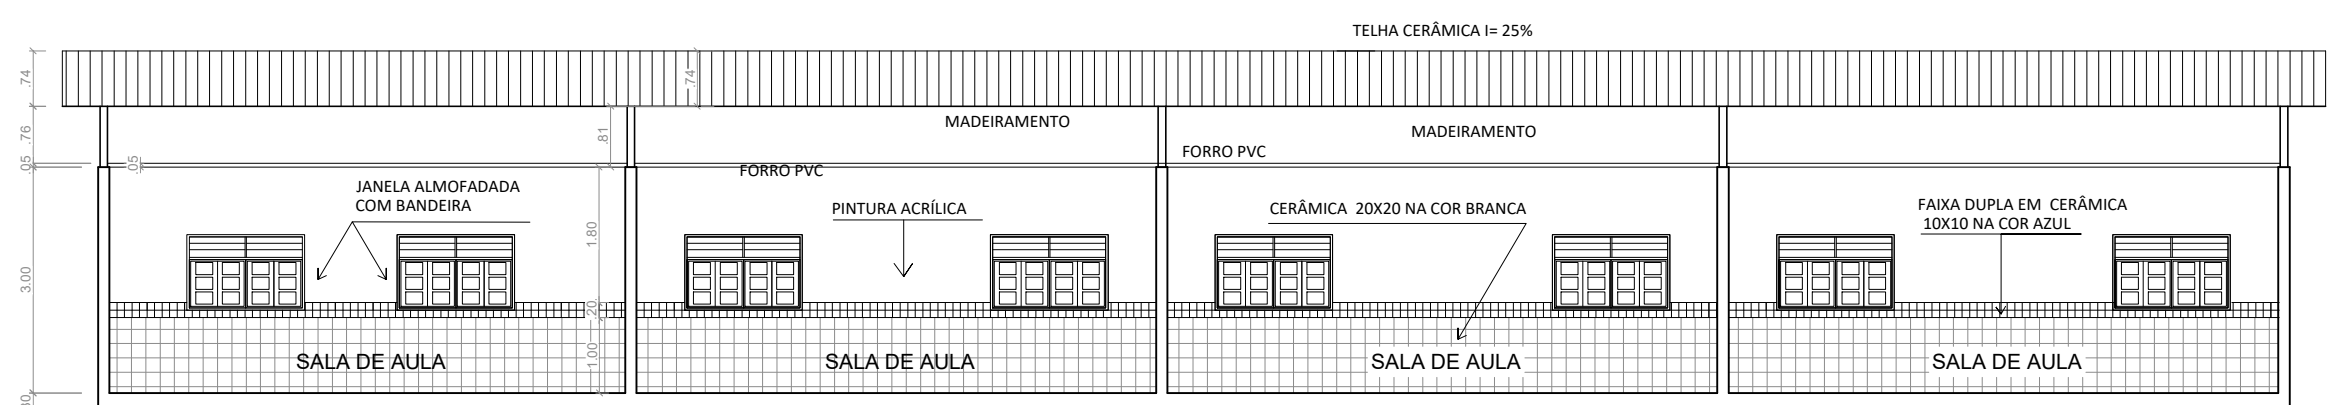 TELHA CERÂMICA I= 25%
.74
.74
.76
.81
MADEIRAMENTO
MADEIRAMENTO
.05
.05
FORRO PVC
FORRO PVC
JANELA ALMOFADADA
COM BANDEIRA
PINTURA ACRÍLICA
CERÂMICA 20X20 NA COR BRANCA
FAIXA DUPLA EM CERÂMICA
10X10 NA COR AZUL
3.00
1.80
.20
1.00
SALA DE AULA
SALA DE AULA
SALA DE AULA
SALA DE AULA